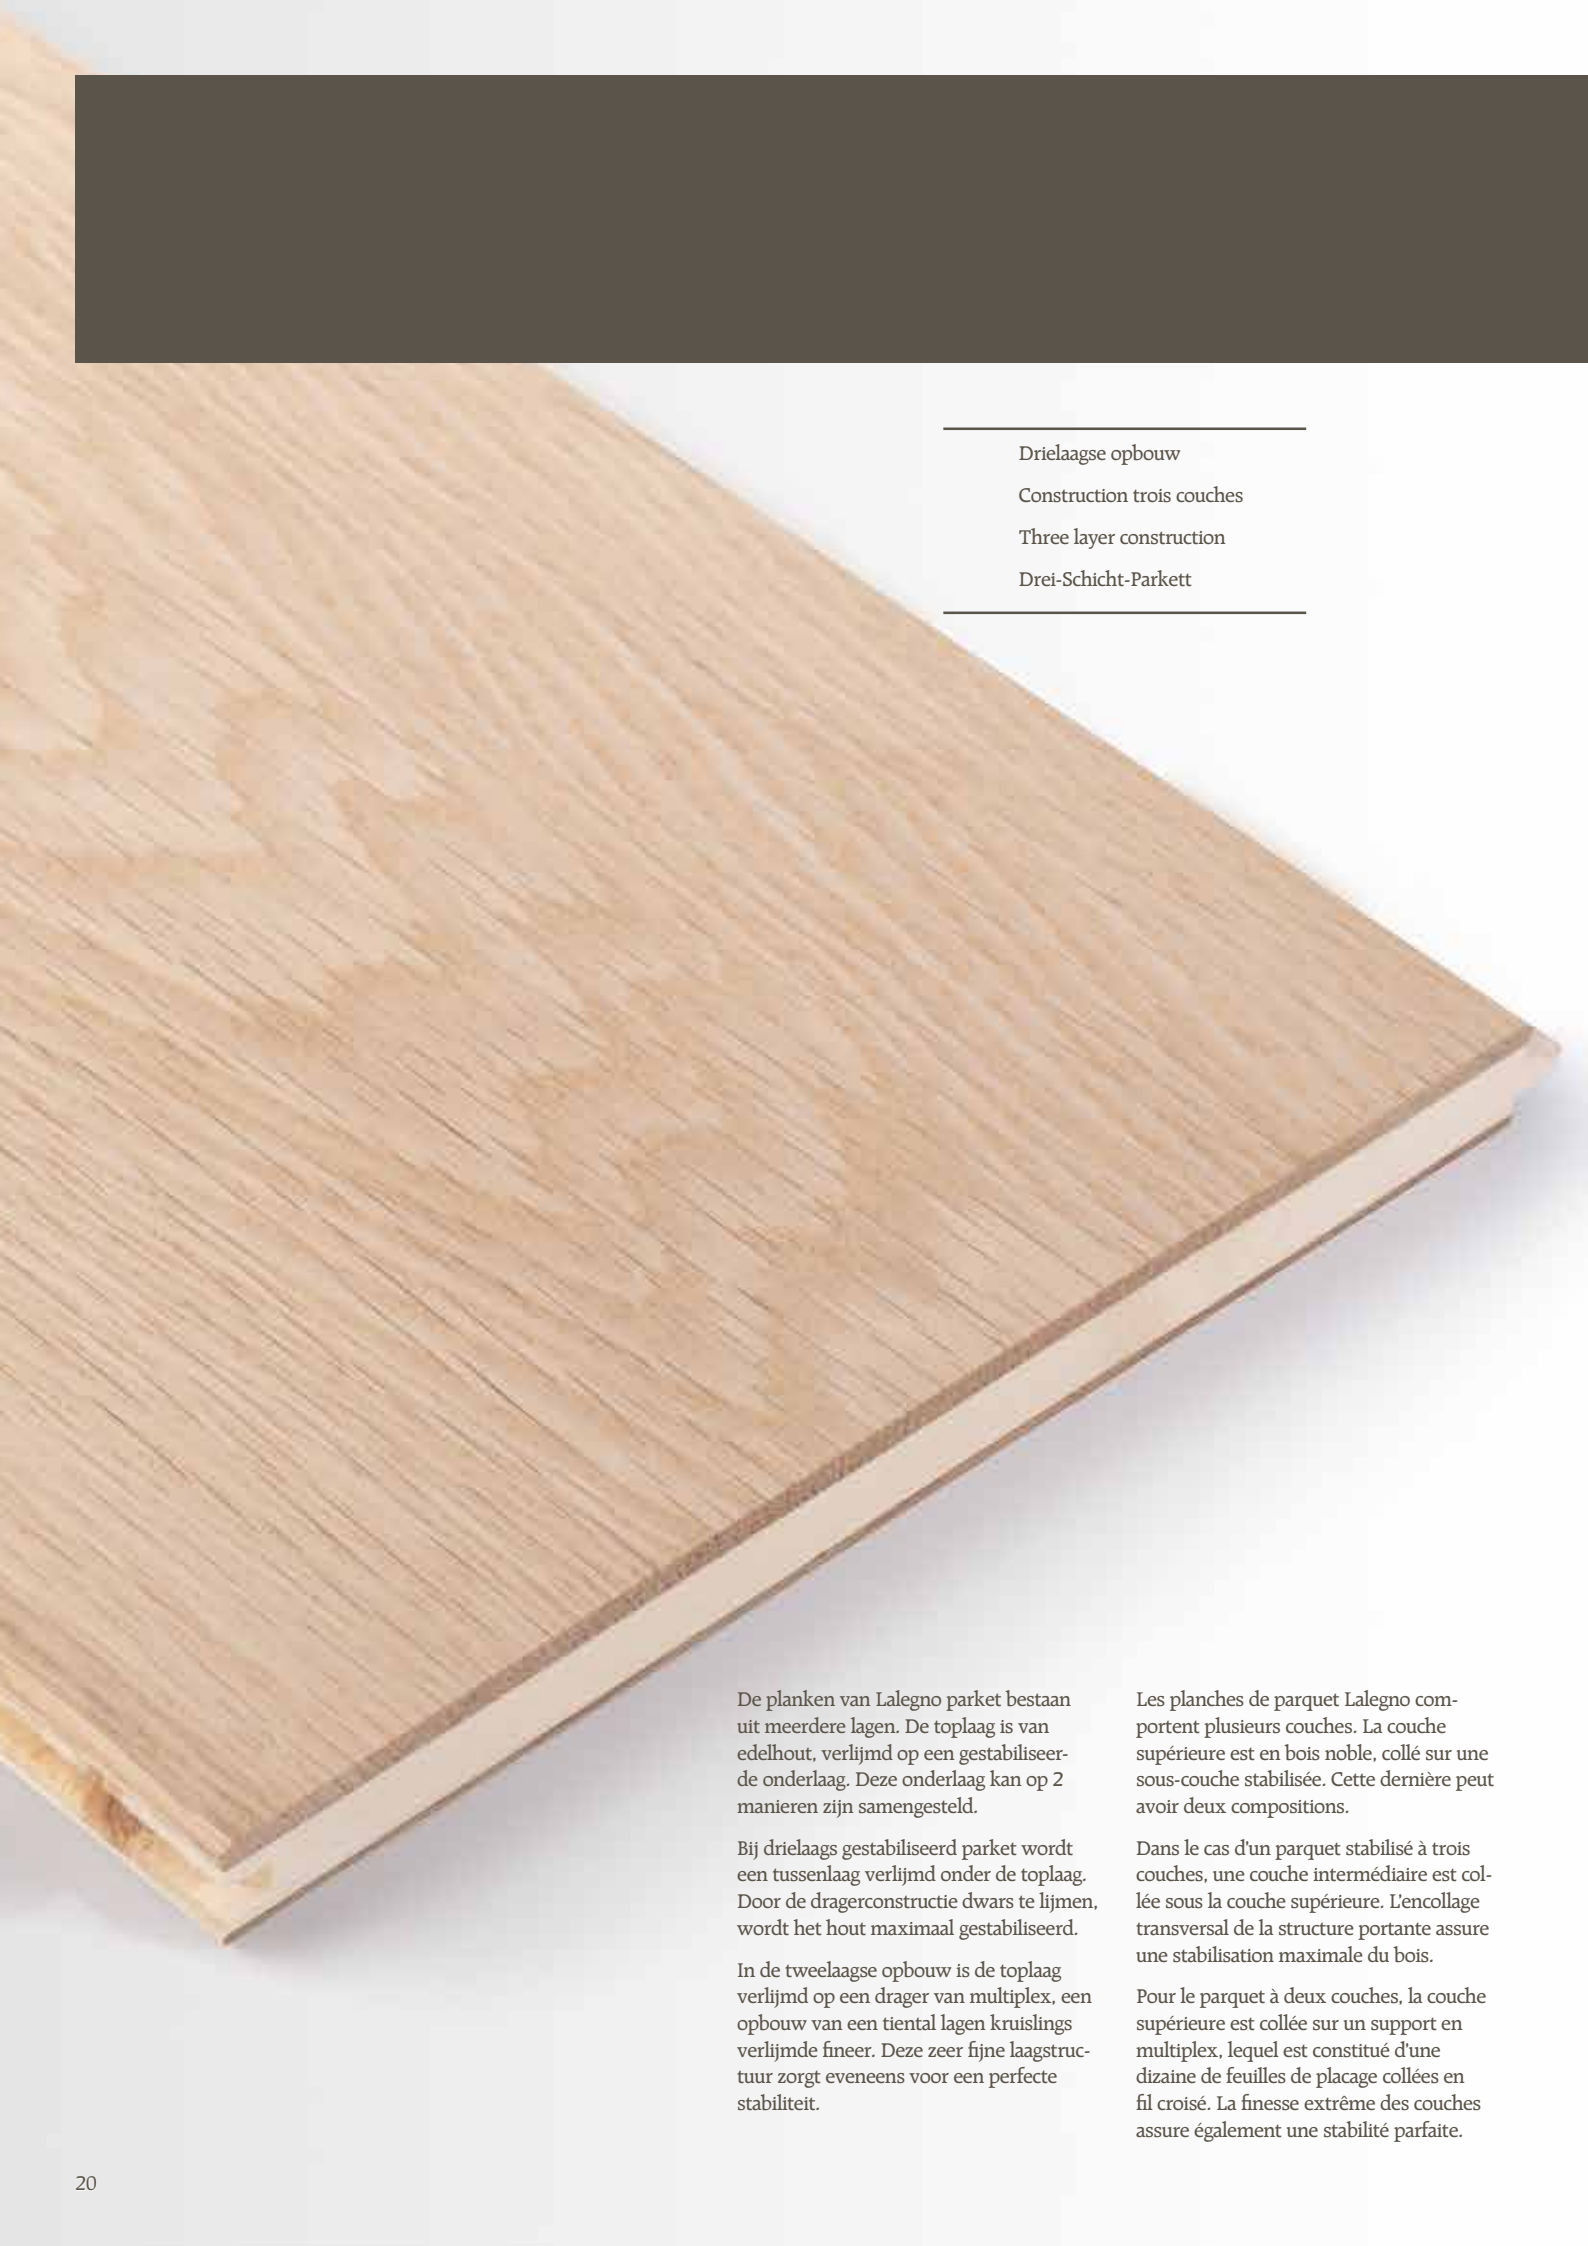 Drielaagse opbouw
Construction trois couches
Three layer construction
Drei-Schicht-Parkett
De planken van Lalegno parket bestaan
uit meerdere lagen. De toplaag is van
edelhout, verlijmd op een gestabiliseer-
de onderlaag. Deze onderlaag kan op 2
manieren zijn samengesteld.
Bij drielaags gestabiliseerd parket wordt
een tussenlaag verlijmd onder de toplaag.
Door de dragerconstructie dwars te lijmen,
wordt het hout maximaal gestabiliseerd.
In de tweelaagse opbouw is de toplaag
verlijmd op een drager van multiplex, een
opbouw van een tiental lagen kruislings
verlijmde fineer. Deze zeer fijne laagstruc-
tuur zorgt eveneens voor een perfecte
stabiliteit.
Les planches de parquet Lalegno com-
portent plusieurs couches. La couche
supérieure est en bois noble, collé sur une
sous-couche stabilisée. Cette dernière peut
avoir deux compositions.
Dans le cas d'un parquet stabilisé à trois
couches, une couche intermédiaire est col-
lée sous la couche supérieure. L'encollage
transversal de la structure portante assure
une stabilisation maximale du bois.
Pour le parquet à deux couches, la couche
supérieure est collée sur un support en
multiplex, lequel est constitué d'une
dizaine de feuilles de placage collées en
fil croisé. La finesse extrême des couches
assure également une stabilité parfaite.
20